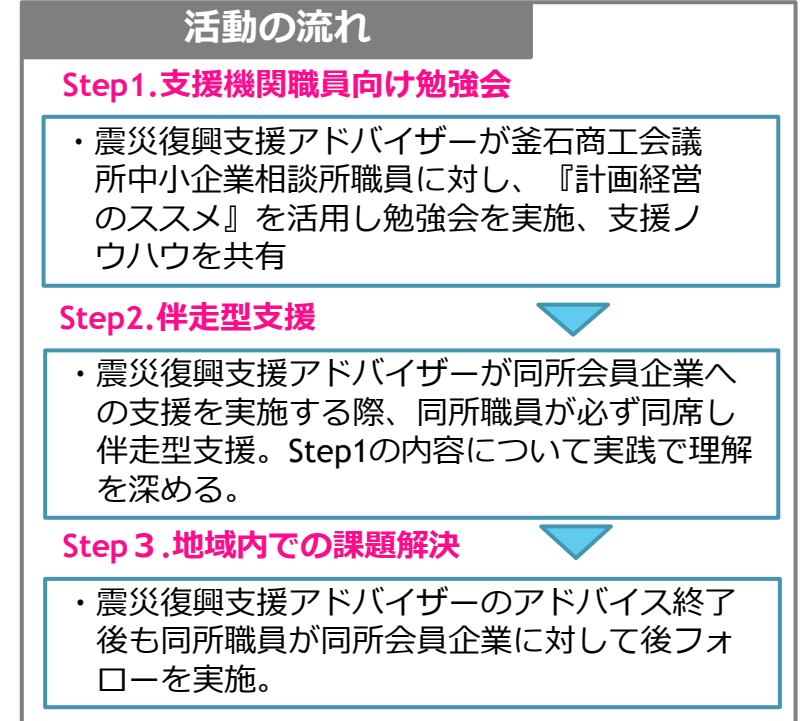 活動の流れ
Step1.支援機関職員向け勉強会
・震災復興支援アドバイザーが釜石商工会議
所中小企業相談所職員に対し、『計画経営
のススメ』を活用し勉強会を実施、支援ノ
ウハウを共有
Step2.伴走型支援
・震災復興支援アドバイザーが同所会員企業へ
の支援を実施する際、同所職員が必ず同席し
伴走型支援。Step1の内容について実践で理解
を深める。
Step３.地域内での課題解決
・震災復興支援アドバイザーのアドバイス終了
後も同所職員が同所会員企業に対して後フォ
ローを実施。